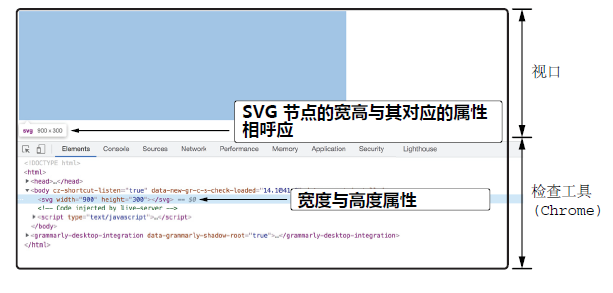 视口
SVG 节点的宽高与其对应的属性
相呼应
svg 900×300
Elements Console Sources Network Performance Memory Application Security Lighthouse
<!DOCTYPE html>
<html>
▶<head>…</head>
▼<body cz-shortcut-listen="true" data-new-gr-c-s-check-loaded="14.1041
<svg width="900" height="300"></svg> == $0
宽度与高度属性
<!-- Code injected by live-server -->
▶<script type="text/javascript">…</script>
</body>
▶<grammarly-desktop-integration data-grammarly-shadow-root="true">…</grammarly-desktop-integration>
</html>
检查工具
(Chrome)